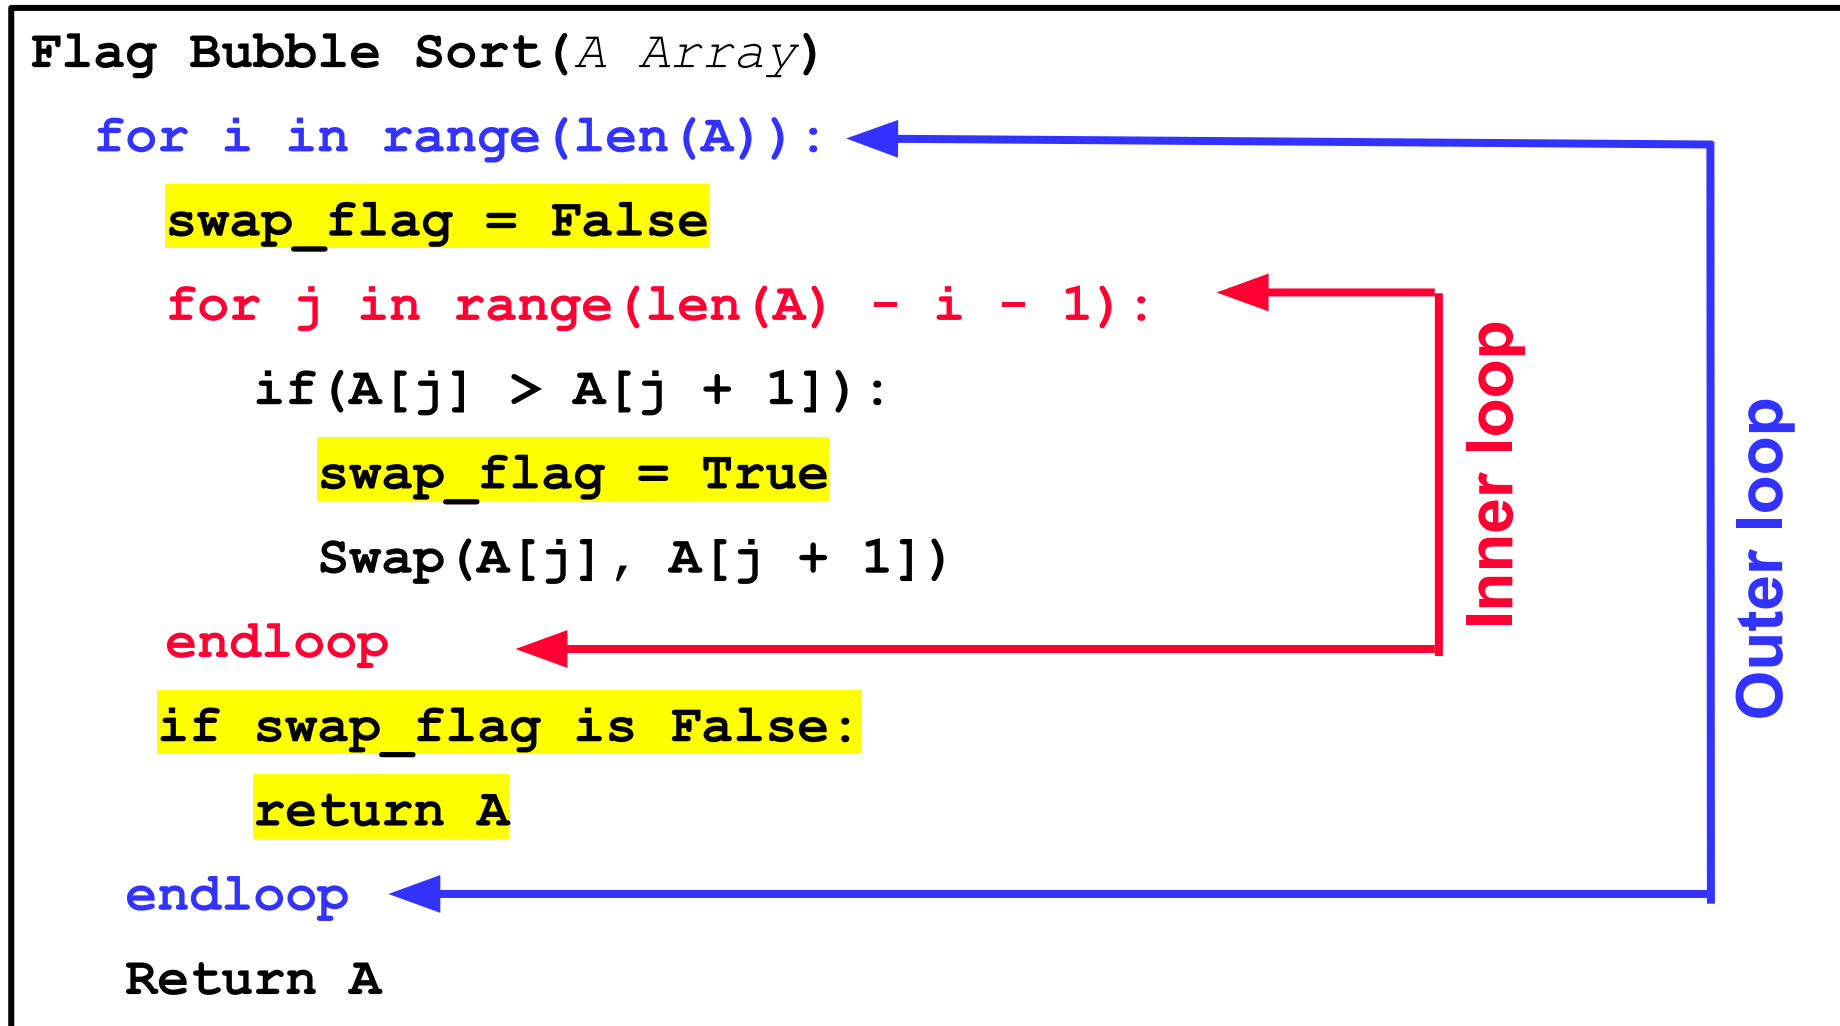 Flag Bubble Sort(A Array)
for i in range(len(A)):
swap_flag = False
for j in range(len(A) - i - 1):
if(A[j] > A[j + 1]):
swap_flag = True
Swap(A[j], A[j + 1])
endloop
if swap_flag is False:
return A
endloop
Return A
Inner loop
Outer loop